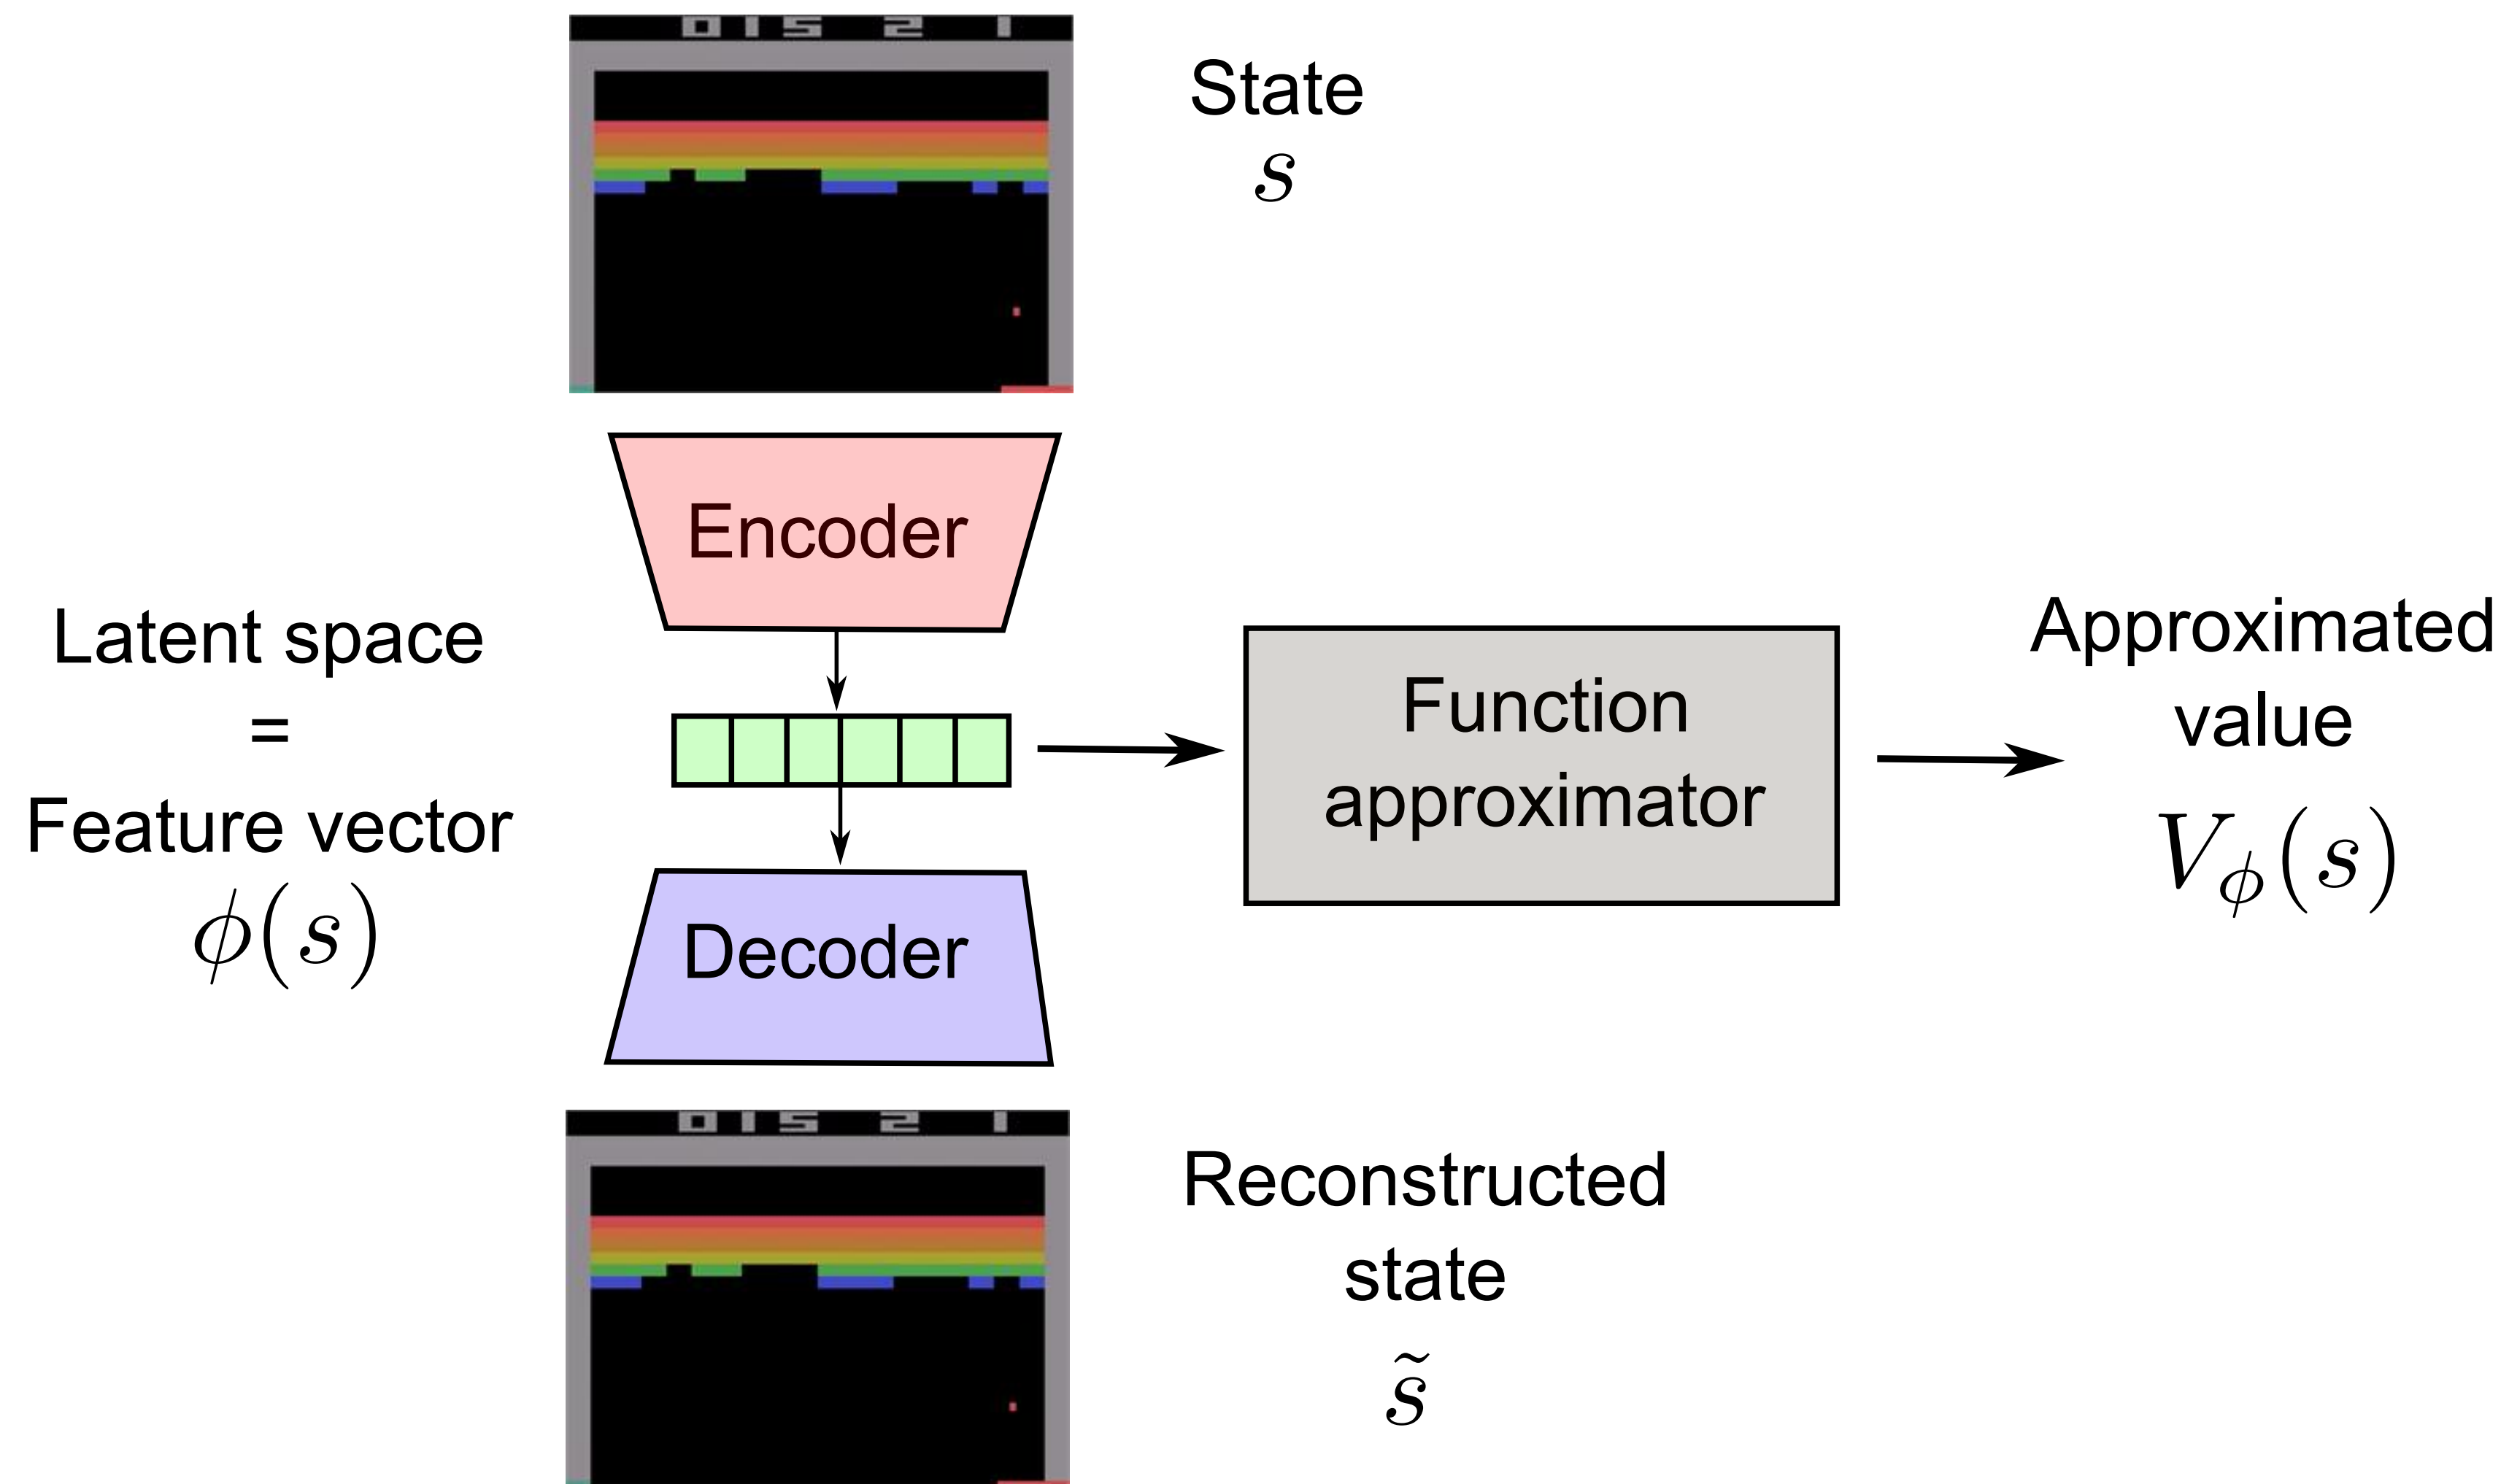 015 2 1
State
s
Encoder
Latent space
=
Feature vector
ϕ(s)
Function
approximator
Approximated
value
V_ϕ(s)
Decoder
015 2 1
Reconstructed
state
s̃